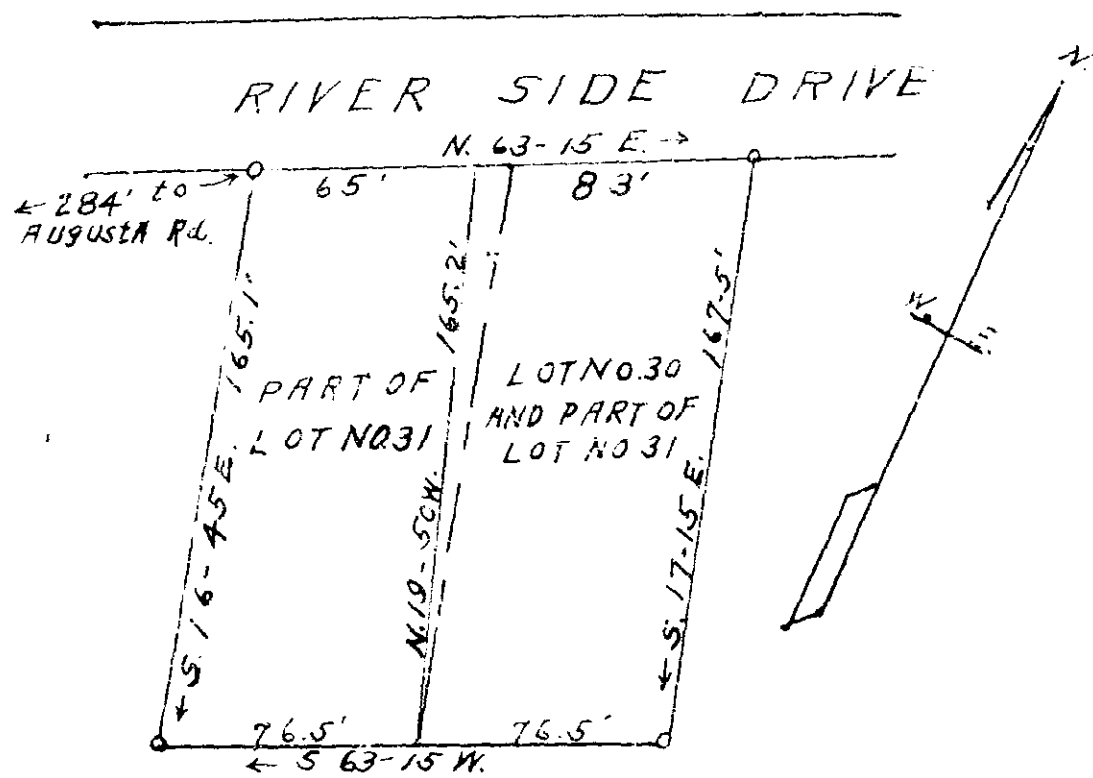 RIVER SIDE DRIVE
N.
N. 63-15 E. →
65'
83'
← 284' to →
AUGUSTA Rd.
165.1'
165.2'
167-5'
W.
E.
PART OF
LOT NO.31
LOT NO.30
AND PART OF
LOT NO 31
← S. 16-45 E.
N. 19-50 W.
← S. 17-15 E.
76.5'
76.5'
← S 63-15 W.